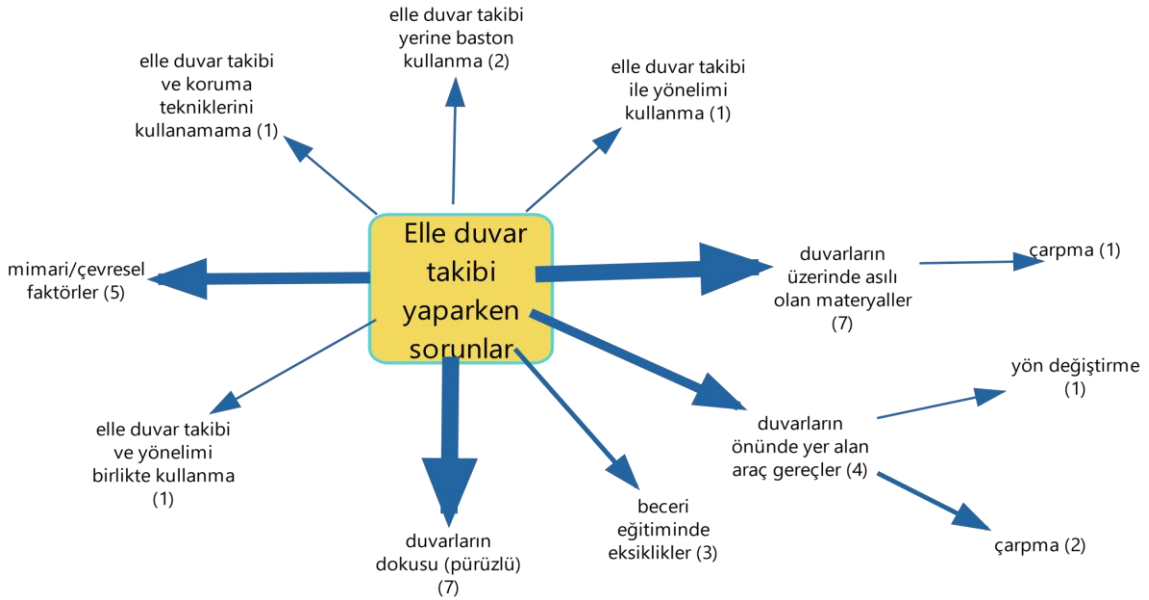 elle duvar takibi
yerine baston
kullanma (2)
elle duvar takibi
ve koruma
tekniklerini
kullanamama (1)
elle duvar takibi
ile yönelimi
kullanma (1)
Elle duvar
takibi
yaparken
sorunlar
mimari/çevresel
faktörler (5)
duvarların
üzerinde asılı
olan materyaller
(7)
çarpma (1)
yön değiştirme
(1)
duvarların
önünde yer alan
araç gereçler (4)
çarpma (2)
elle duvar takibi
ve yönelimi
birlikte kullanma
(1)
beceri
eğitiminde
eksiklikler (3)
duvarların
dokusu (pürüzlü)
(7)